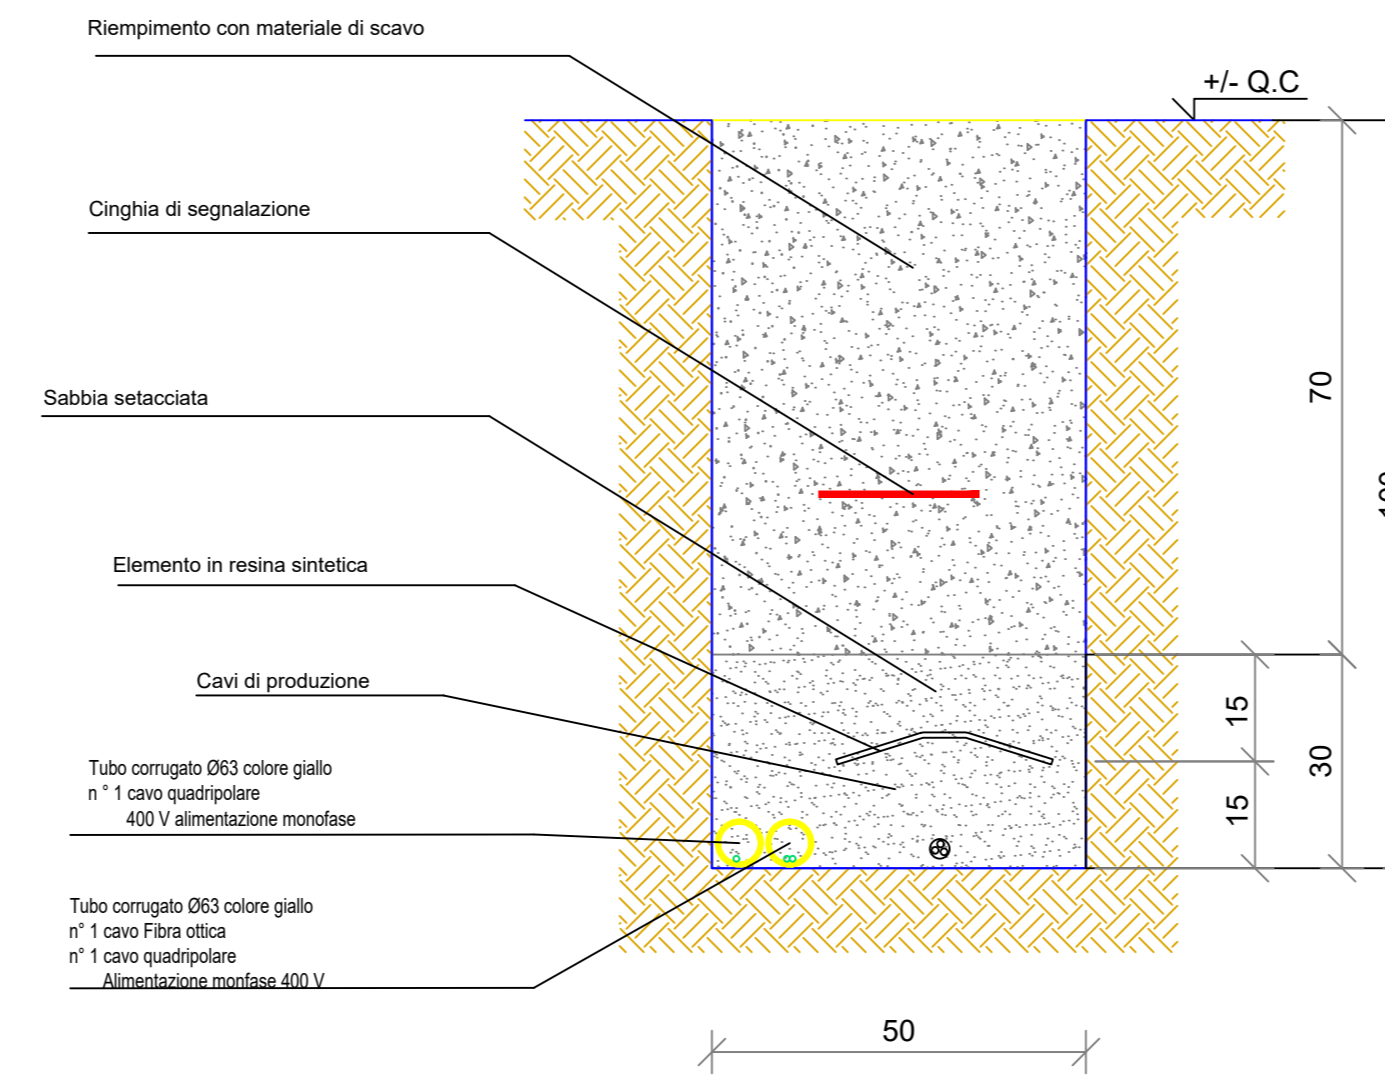 Riempimento con materiale di scavo
+/- Q.C
Cinghia di segnalazione
70
Sabbia setacciata
Elemento in resina sintetica
Cavi di produzione
15
30
15
Tubo corrugato Ø63 colore giallo
n ° 1 cavo quadripolare
400 V alimentazione monofase
Tubo corrugato Ø63 colore giallo
n° 1 cavo Fibra ottica
n° 1 cavo quadripolare
Alimentazione monfase 400 V
50